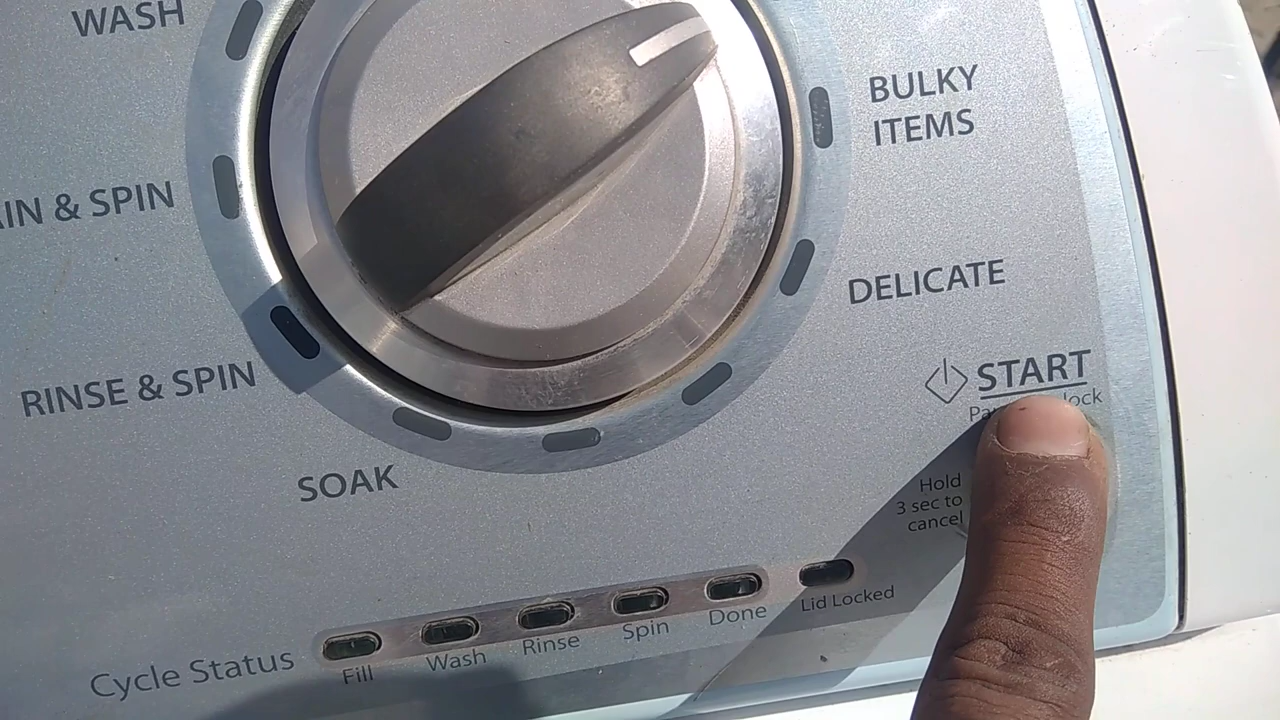 WASH
BULKY
ITEMS
& SPIN
DELICATE
RINSE & SPIN
START
SOAK
Hold
3 sec to
cancel
Cycle Status
Fill
Wash
Rinse
Spin
Done
Lid Locked